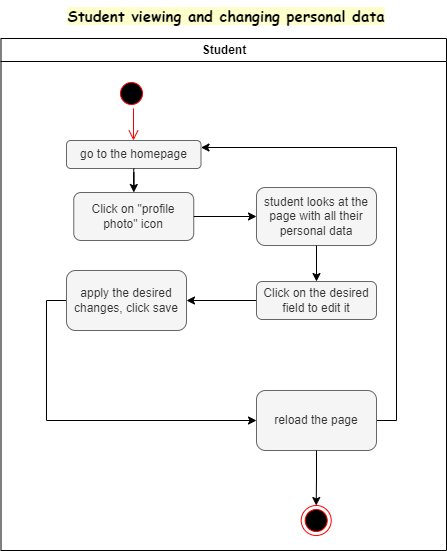 Student viewing and changing personal data
Student
go to the homepage
Click on "profile
photo" icon
student looks at the
page with all their
personal data
Click on the desired
field to edit it
apply the desired
changes, click save
reload the page